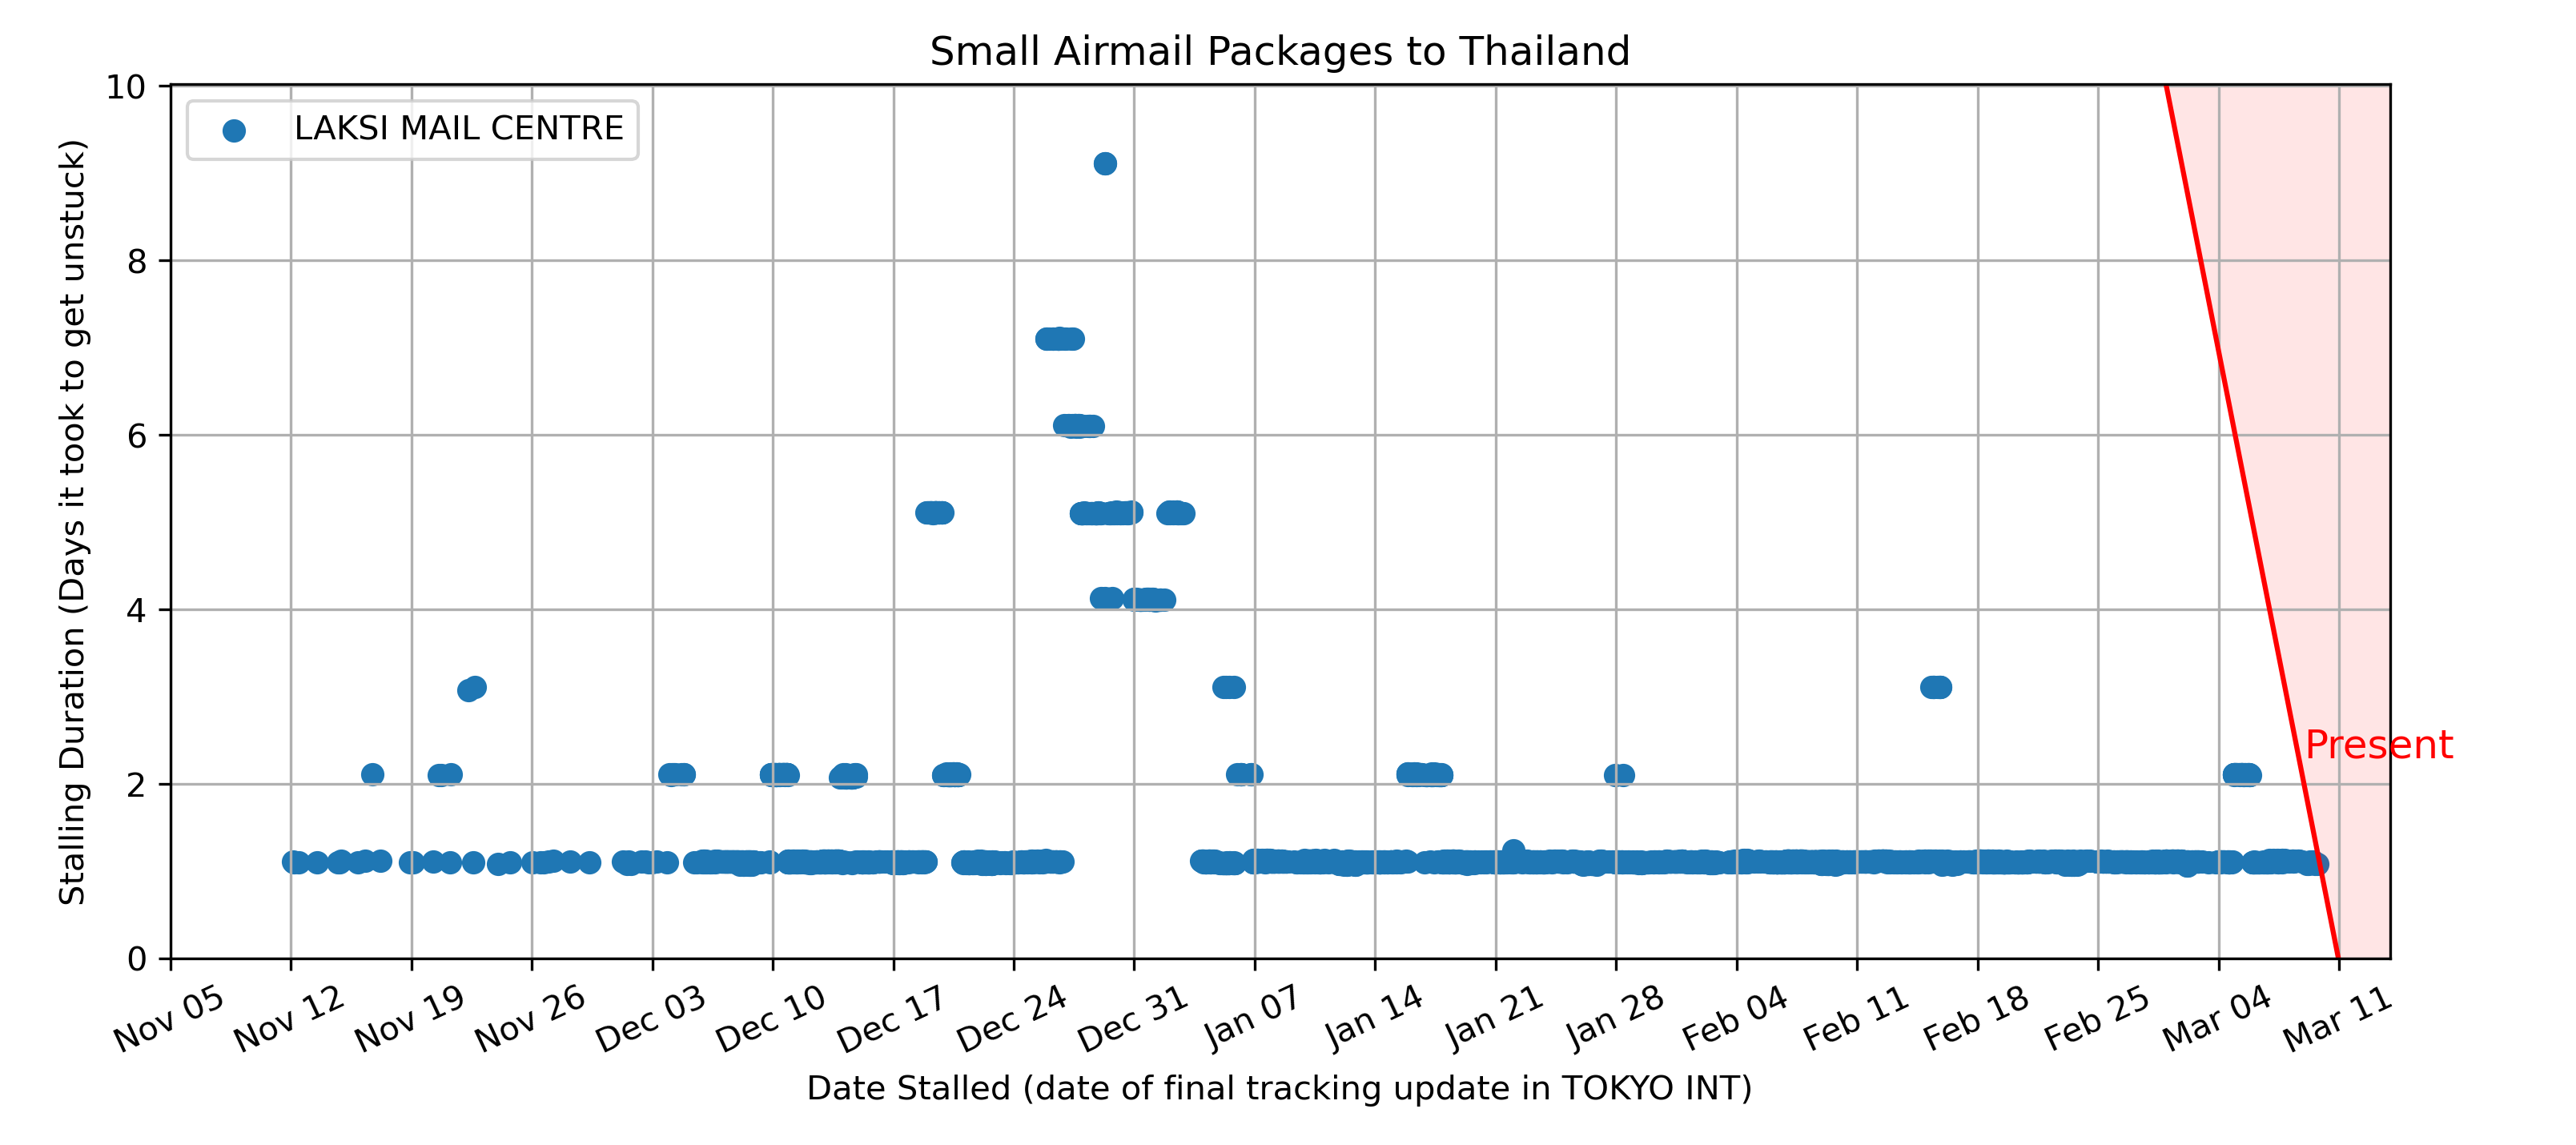 Small Airmail Packages to Thailand
LAKSI MAIL CENTRE
Stalling Duration (Days it took to get unstuck)
10
8
6
4
2
0
Present
Nov 05
Nov 12
Nov 19
Nov 26
Dec 03
Dec 10
Dec 17
Dec 24
Dec 31
Jan 07
Jan 14
Jan 21
Jan 28
Feb 04
Feb 11
Feb 18
Feb 25
Mar 04
Mar 11
Date Stalled (date of final tracking update in TOKYO INT)